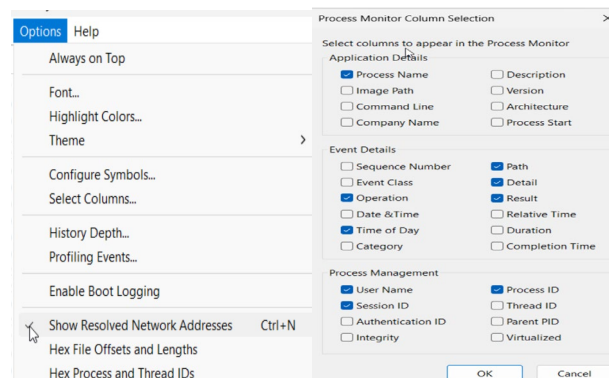 Options Help
Always on Top
Font...
Highlight Colors...
Theme
Configure Symbols...
Select Columns...
History Depth...
Profiling Events...
Enable Boot Logging
Show Resolved Network Addresses Ctrl+N
Hex File Offsets and Lengths
Hex Process and Thread IDs
Process Monitor Column Selection
Select columns to appear in the Process Monitor
Application Details
Process Name Description
Image Path Version
Command Line Architecture
Company Name Process Start
Event Details
Sequence Number Path
Event Class Detail
Operation Result
Date &Time Relative Time
Time of Day Duration
Category Completion Time
Process Management
User Name Process ID
Session ID Thread ID
Authentication ID Parent PID
Integrity Virtualized
OK Cancel